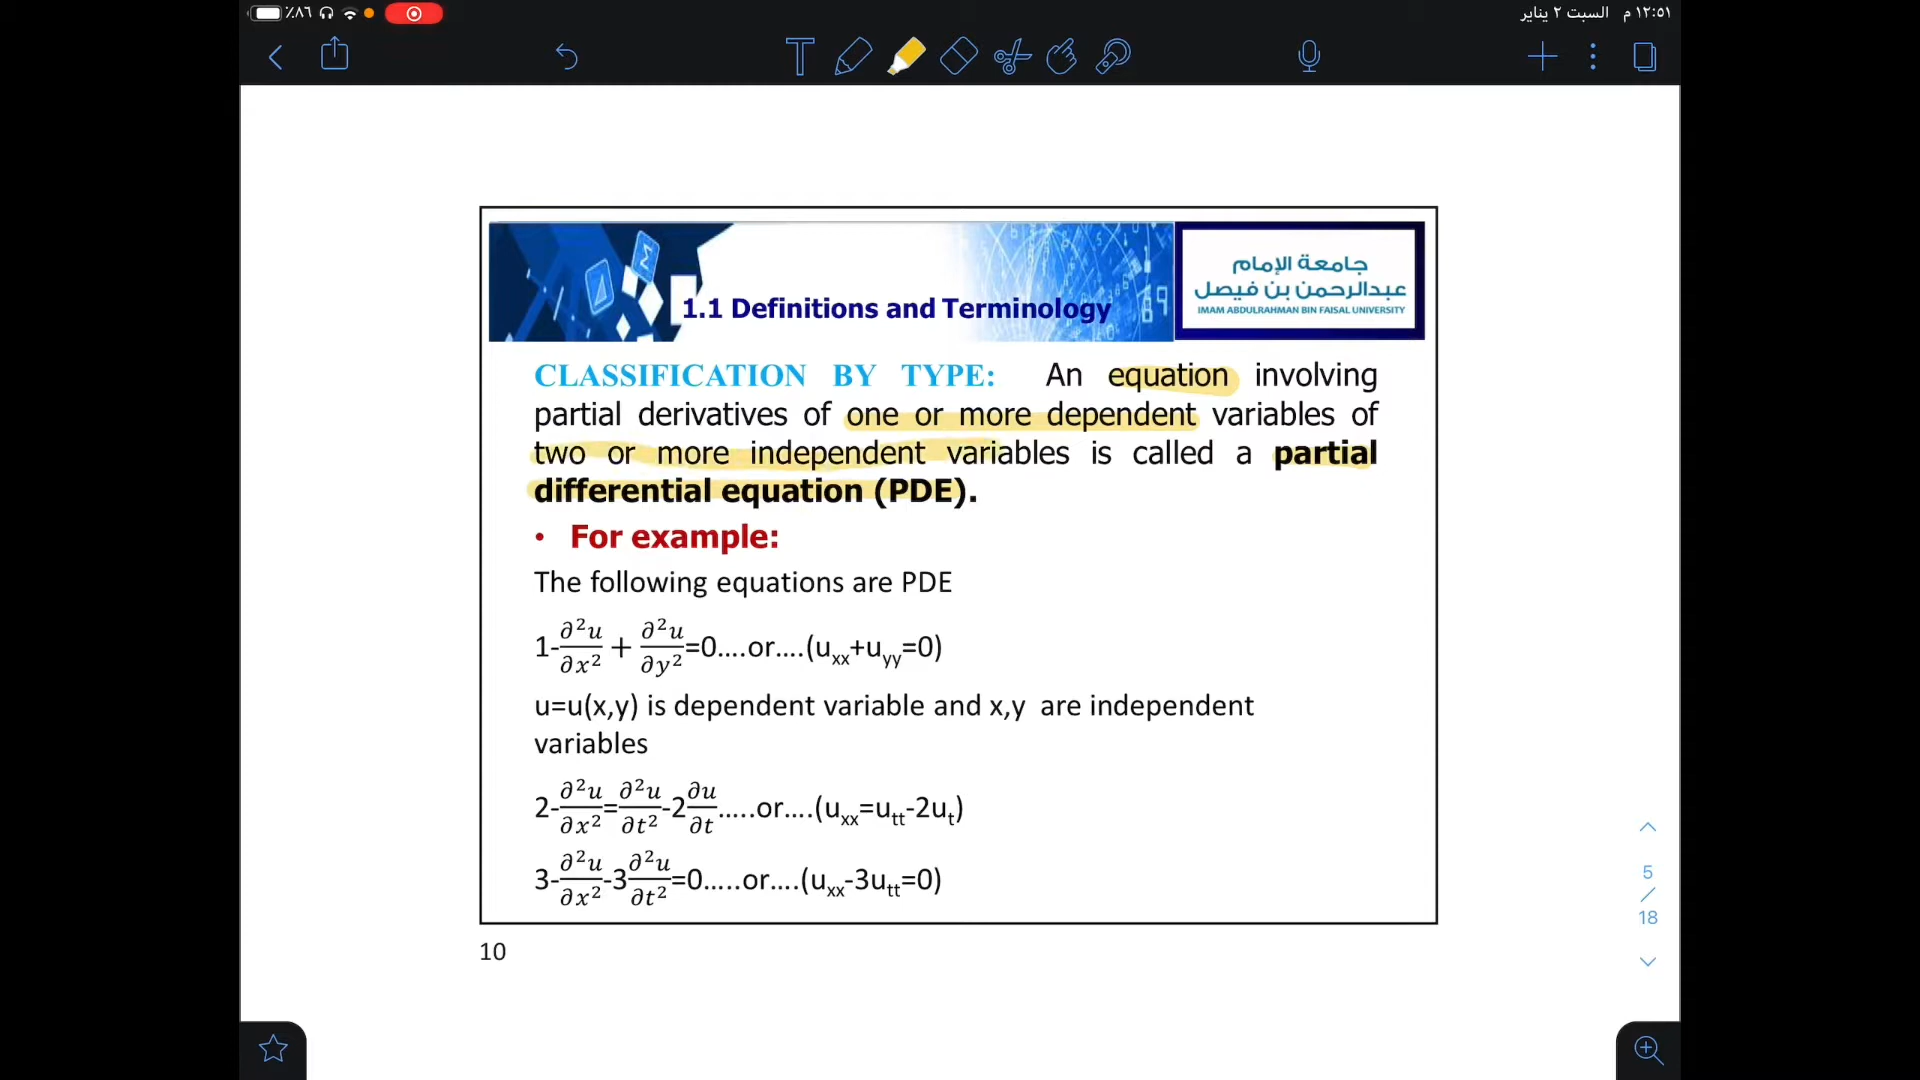 ٪٨٦
١٢:٥١ م السبت ٢ يناير
1.1 Definitions and Terminology
جامعة الإمام
عبدالرحمن بن فيصل
IMAM ABDULRAHMAN BIN FAISAL UNIVERSITY
CLASSIFICATION BY TYPE: An equation involving
partial derivatives of one or more dependent variables of
two or more independent variables is called a partial
differential equation (PDE).
• For example:
The following equations are PDE
1-∂²u/∂x² + ∂²u/∂y²=0....or....(uₓₓ+u_yy=0)
u=u(x,y) is dependent variable and x,y are independent
variables
2-∂²u/∂x²=∂²u/∂t²-2∂u/∂t.....or....(uₓₓ=uₜₜ-2uₜ)
3-∂²u/∂x²-3∂²u/∂t²=0.....or....(uₓₓ-3uₜₜ=0)
10
5
/
18